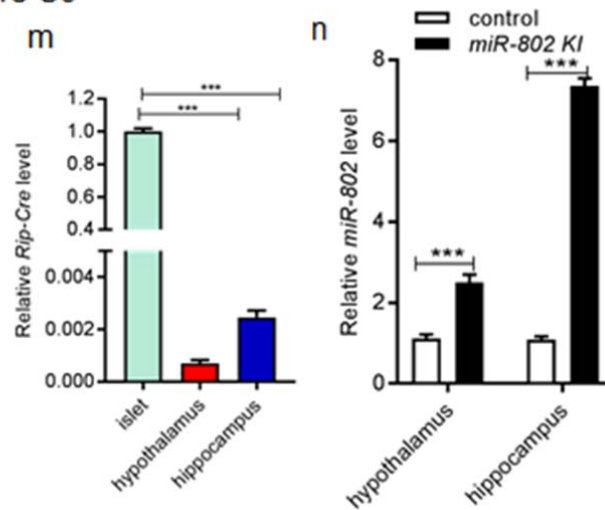 m
n
control
miR-802 KI
Relative Rip-Cre level
1.2
1.0
0.8
0.6
0.4
0.004
0.002
0.000
***
***
islet
hypothalamus
hippocampus
Relative miR-802 level
8
6
4
2
0
***
***
hypothalamus
hippocampus